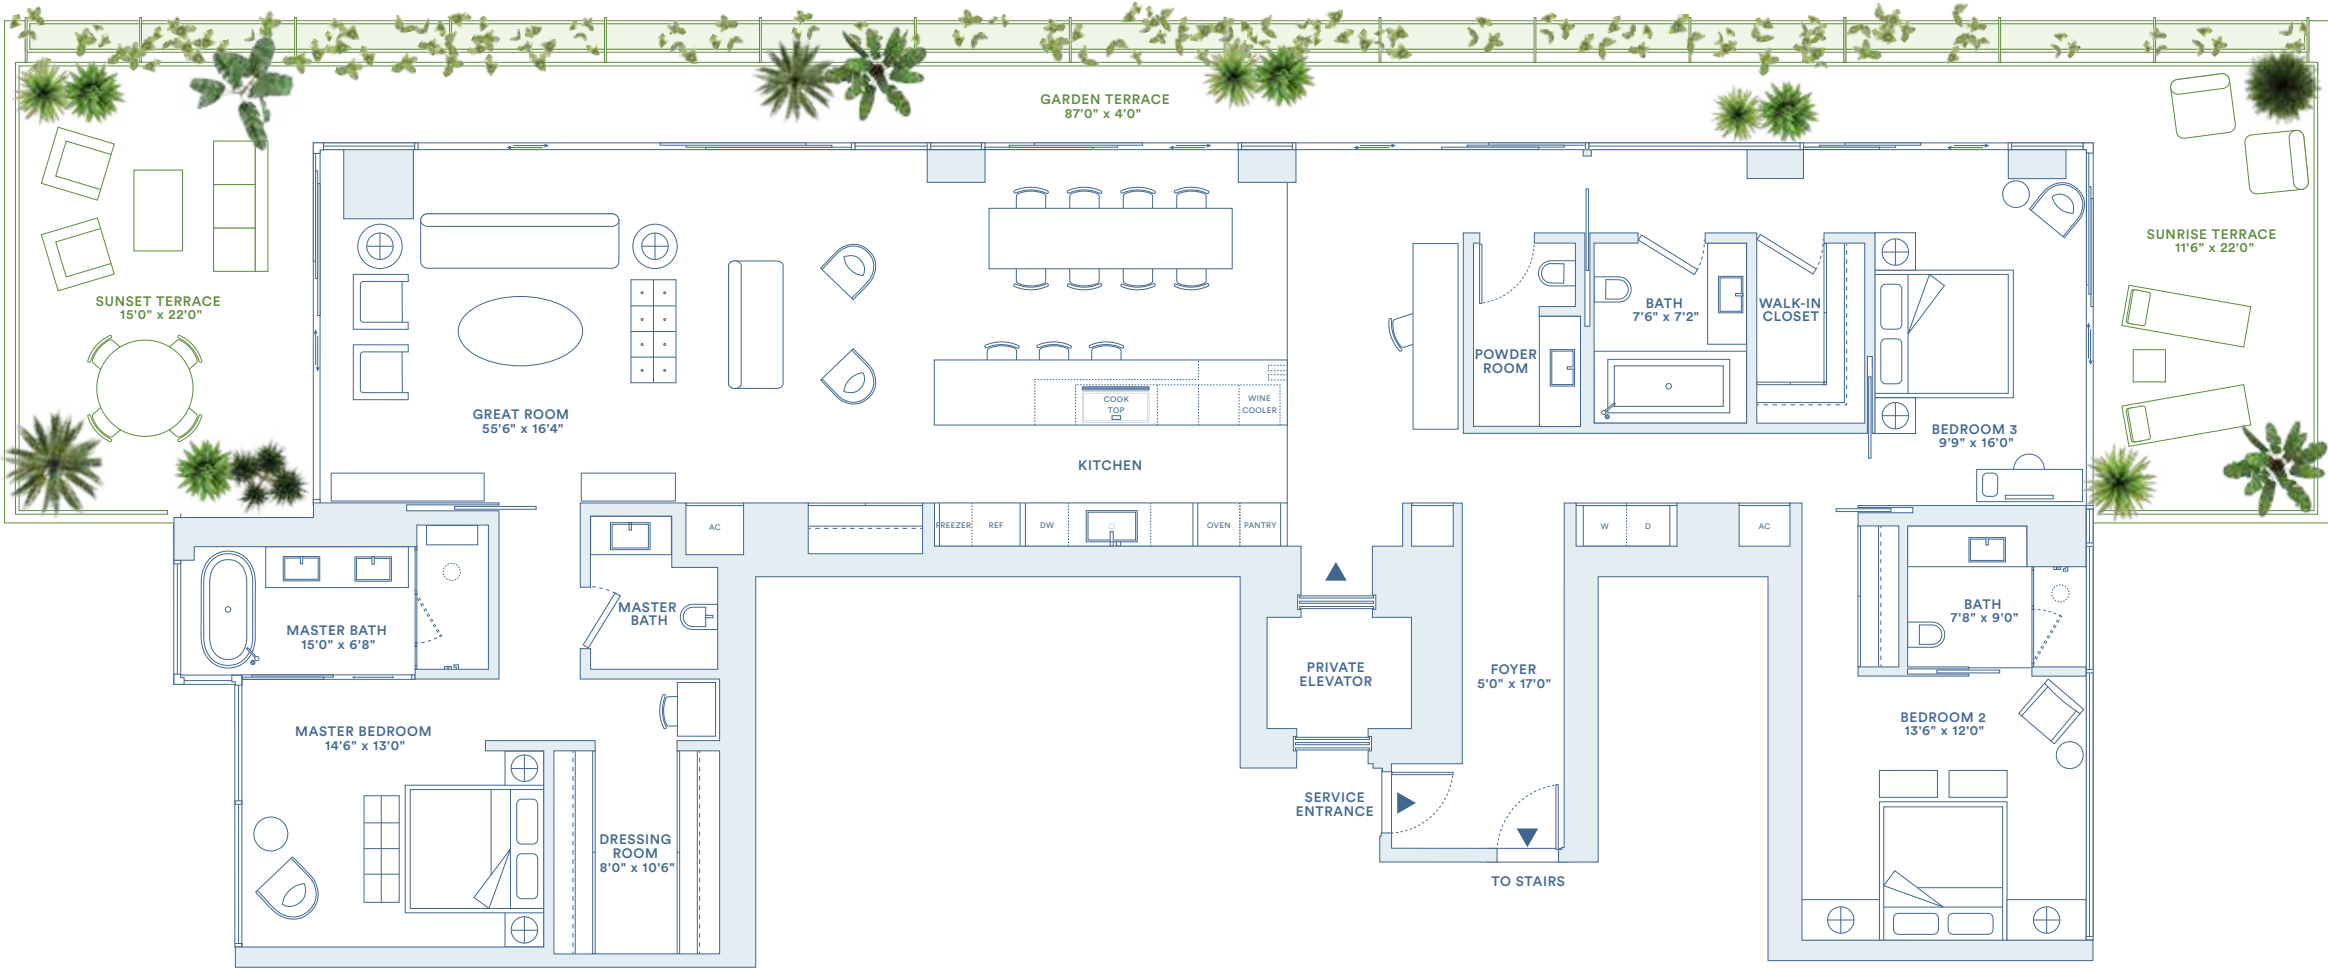 GARDEN TERRACE
87'0" x 4'0"
SUNSET TERRACE
15'0" x 22'0"
SUNRISE TERRACE
11'6" x 22'0"
GREAT ROOM
55'6" x 16'4"
COOK
TOP
WINE
COOLER
KITCHEN
POWDER
ROOM
BATH
7'6" x 7'2"
WALK-IN
CLOSET
BEDROOM 3
9'9" x 16'0"
AC
FREEZER
REF
DW
OVEN
PANTRY
W
D
AC
MASTER BATH
15'0" x 6'8"
MASTER
BATH
PRIVATE
ELEVATOR
FOYER
5'0" x 17'0"
BATH
7'8" x 9'0"
MASTER BEDROOM
14'6" x 13'0"
BEDROOM 2
13'6" x 12'0"
DRESSING
ROOM
8'0" x 10'6"
SERVICE
ENTRANCE
TO STAIRS